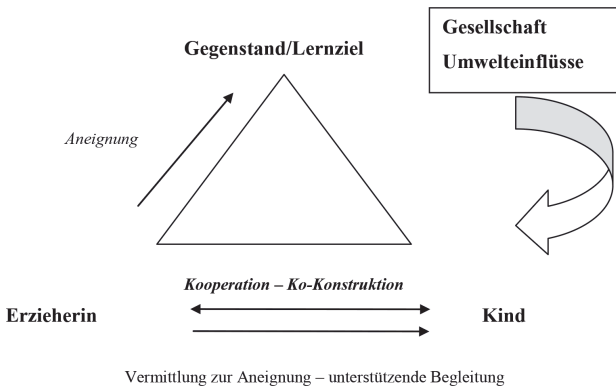 Gesellschaft
Umwelteinflüsse
Gegenstand/Lernziel
Aneignung
Kooperation – Ko-Konstruktion
Erzieherin
Kind
Vermittlung zur Aneignung – unterstützende Begleitung